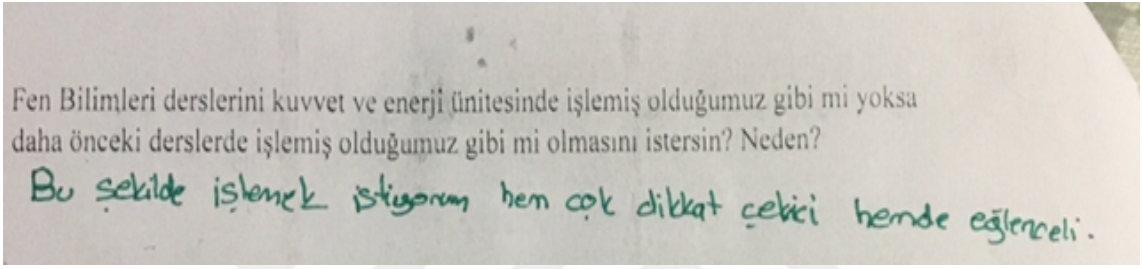 Fen Bilimleri derslerini kuvvet ve enerji ünitesinde işlemiş olduğumuz gibi mi yoksa
daha önceki derslerde işlemiş olduğumuz gibi mi olmasını istersin? Neden?
Bu şekilde işlemek istiyorum hem çok dikkat çekici hemde eğlenceli.